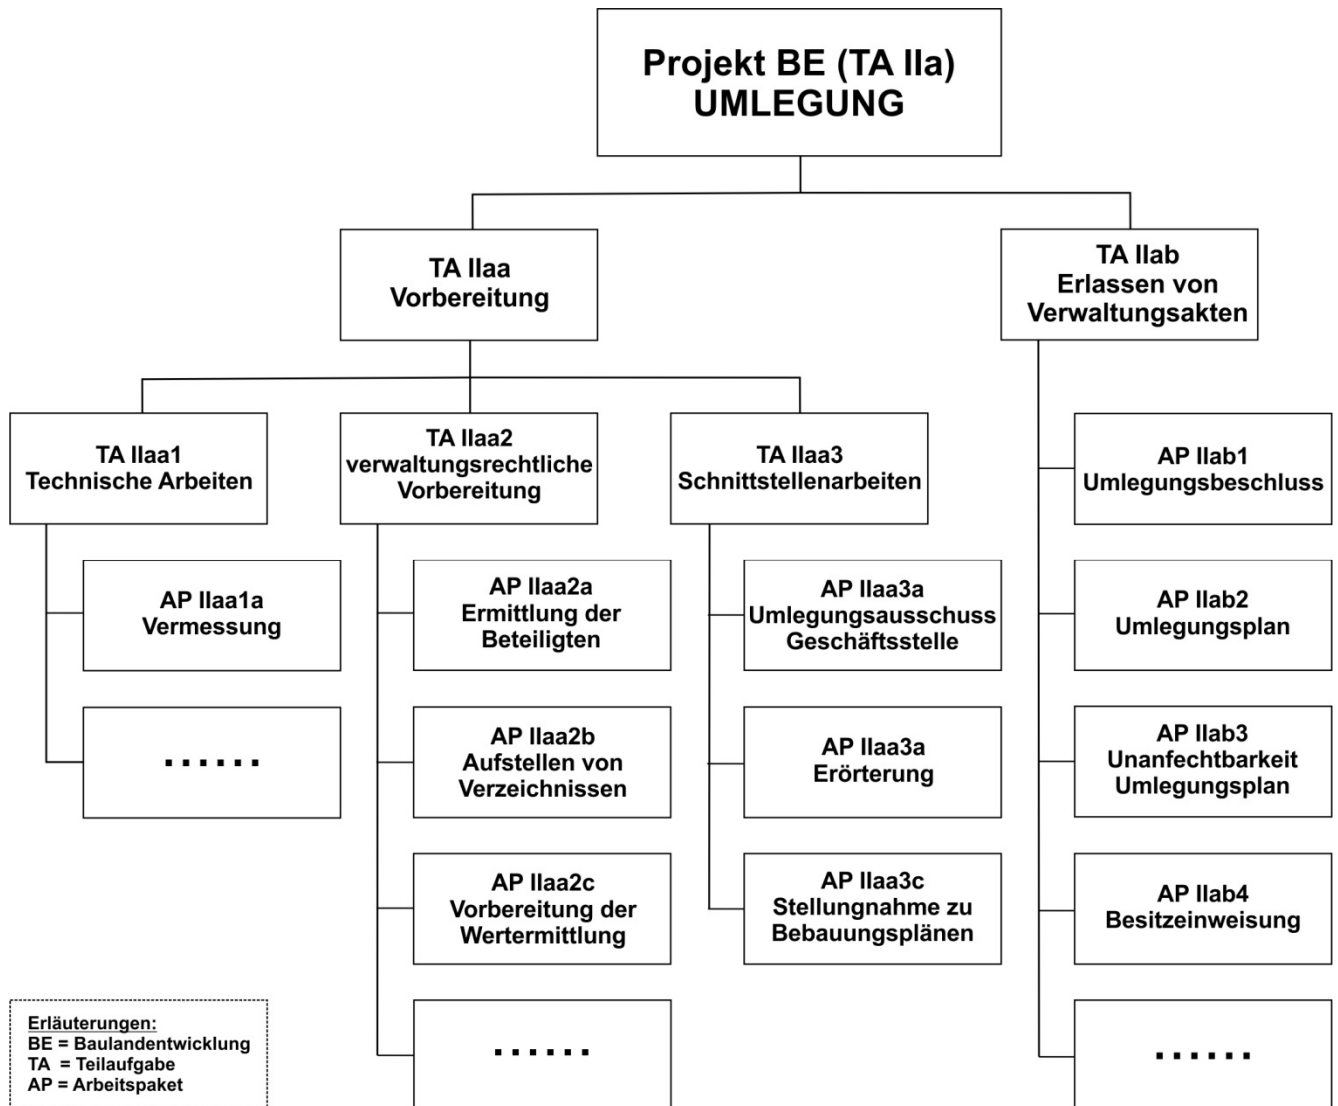 Projekt BE (TA IIa)
UMLEGUNG
TA IIaa
Vorbereitung
TA IIab
Erlassen von
Verwaltungsakten
TA IIaa1
Technische Arbeiten
TA IIaa2
verwaltungsrechtliche
Vorbereitung
TA IIaa3
Schnittstellenarbeiten
AP IIab1
Umlegungsbeschluss
AP IIaa1a
Vermessung
AP IIaa2a
Ermittlung der
Beteiligten
AP IIaa3a
Umlegungsausschuss
Geschäftsstelle
AP IIab2
Umlegungsplan
......
AP IIaa2b
Aufstellen von
Verzeichnissen
AP IIaa3a
Erörterung
AP IIab3
Unanfechtbarkeit
Umlegungsplan
AP IIaa2c
Vorbereitung der
Wertermittlung
AP IIaa3c
Stellungnahme zu
Bebauungsplänen
AP IIab4
Besitzeinweisung
Erläuterungen:
BE = Baulandentwicklung
TA = Teilaufgabe
AP = Arbeitspaket
......
......